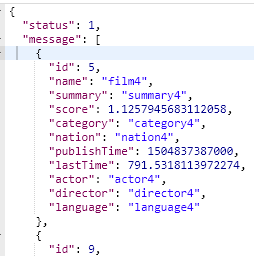 {
"status": 1,
"message": [
{
"id": 5,
"name": "film4",
"summary": "summary4",
"score": 1.1257945683112058,
"category": "category4",
"nation": "nation4",
"publishTime": 1504837387000,
"lastTime": 791.5318113972274,
"actor": "actor4",
"director": "director4",
"language": "language4"
},
{
"id": 9,